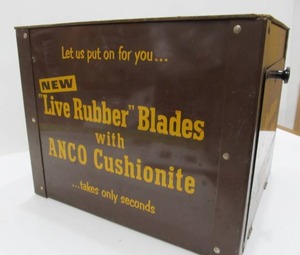 Let us put on for you...
NEW
"Live Rubber" Blades
with
ANCO Cushionite
...takes only seconds